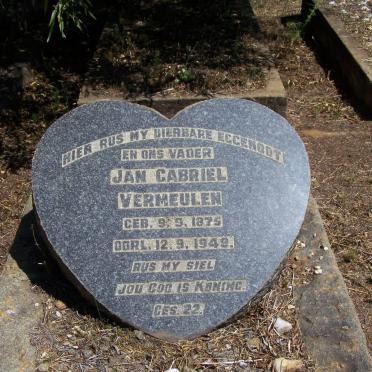 HIER RUS MY DIERBARE EGGENOOT
EN ONS VADER
JAN GABRIEL
VERMEULEN
GEB. 9.9.1875
OORL. 12.9.1949.
RUS MY SIEL
JOU GOD IS KONING.
GES. 22.